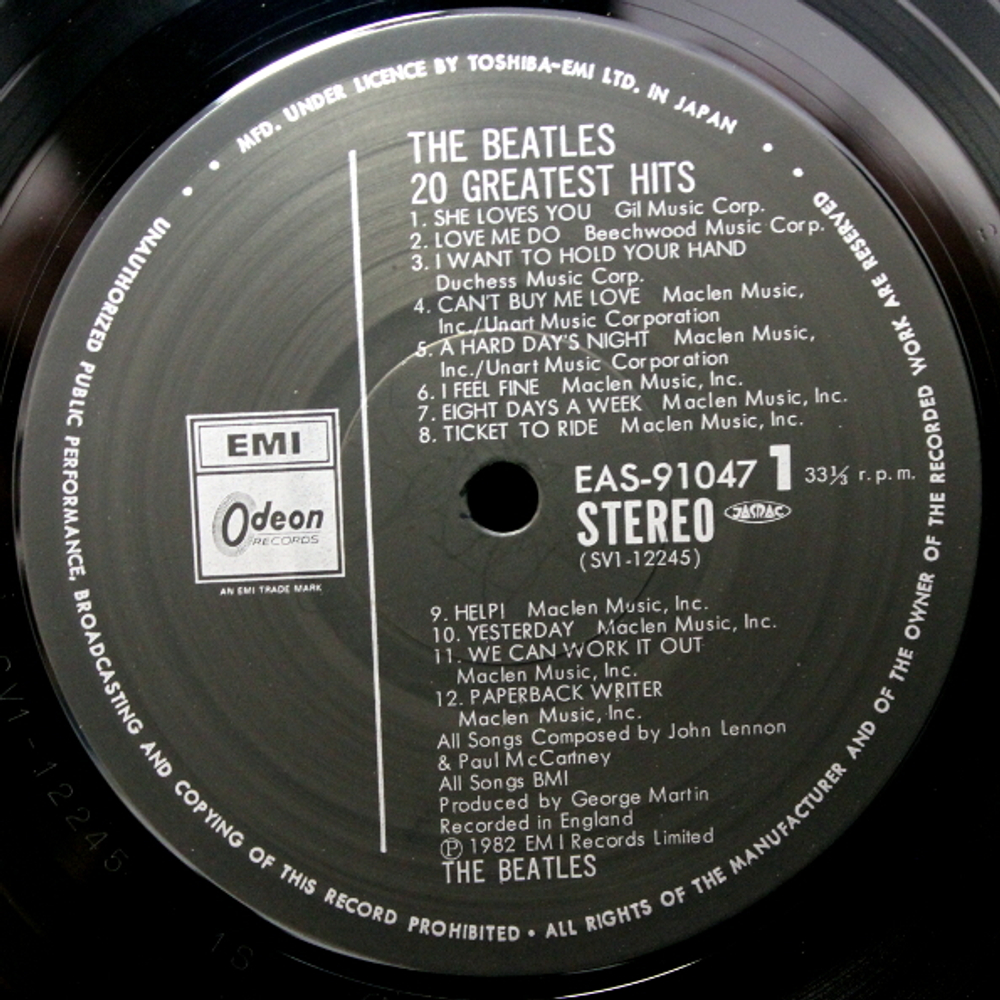 MFD. UNDER LICENCE BY TOSHIBA-EMI LTD. IN JAPAN
THE BEATLES
20 GREATEST HITS
1. SHE LOVES YOU Gil Music Corp.
2. LOVE ME DO Beechwood Music Corp.
3. I WANT TO HOLD YOUR HAND
Duchess Music Corp.
4. CAN'T BUY ME LOVE Maclen Music,
Inc./Unart Music Corporation
5. A HARD DAY'S NIGHT Maclen Music,
Inc./Unart Music Corporation
6. I FEEL FINE Maclen Music, Inc.
7. EIGHT DAYS A WEEK Maclen Music, Inc.
8. TICKET TO RIDE Maclen Music, Inc.
EMI
Odeon
RECORDS
AN EMI TRADE MARK
EAS-91047 1 33⅓ r.p.m.
STEREO JASRAC
(SV1-12245)
9. HELP! Maclen Music, Inc.
10. YESTERDAY Maclen Music, Inc.
11. WE CAN WORK IT OUT
Maclen Music, Inc.
12. PAPERBACK WRITER
Maclen Music, Inc.
All Songs Composed by John Lennon
& Paul McCartney
All Songs BMI
Produced by George Martin
Recorded in England
℗ 1982 EMI Records Limited
THE BEATLES
UNAUTHORIZED PUBLIC PERFORMANCE, BROADCASTING AND COPYING OF THIS RECORD PROHIBITED • ALL RIGHTS OF THE MANUFACTURER AND OF THE OWNER OF THE RECORDED WORK ARE RESERVED
SV1-12245
1S